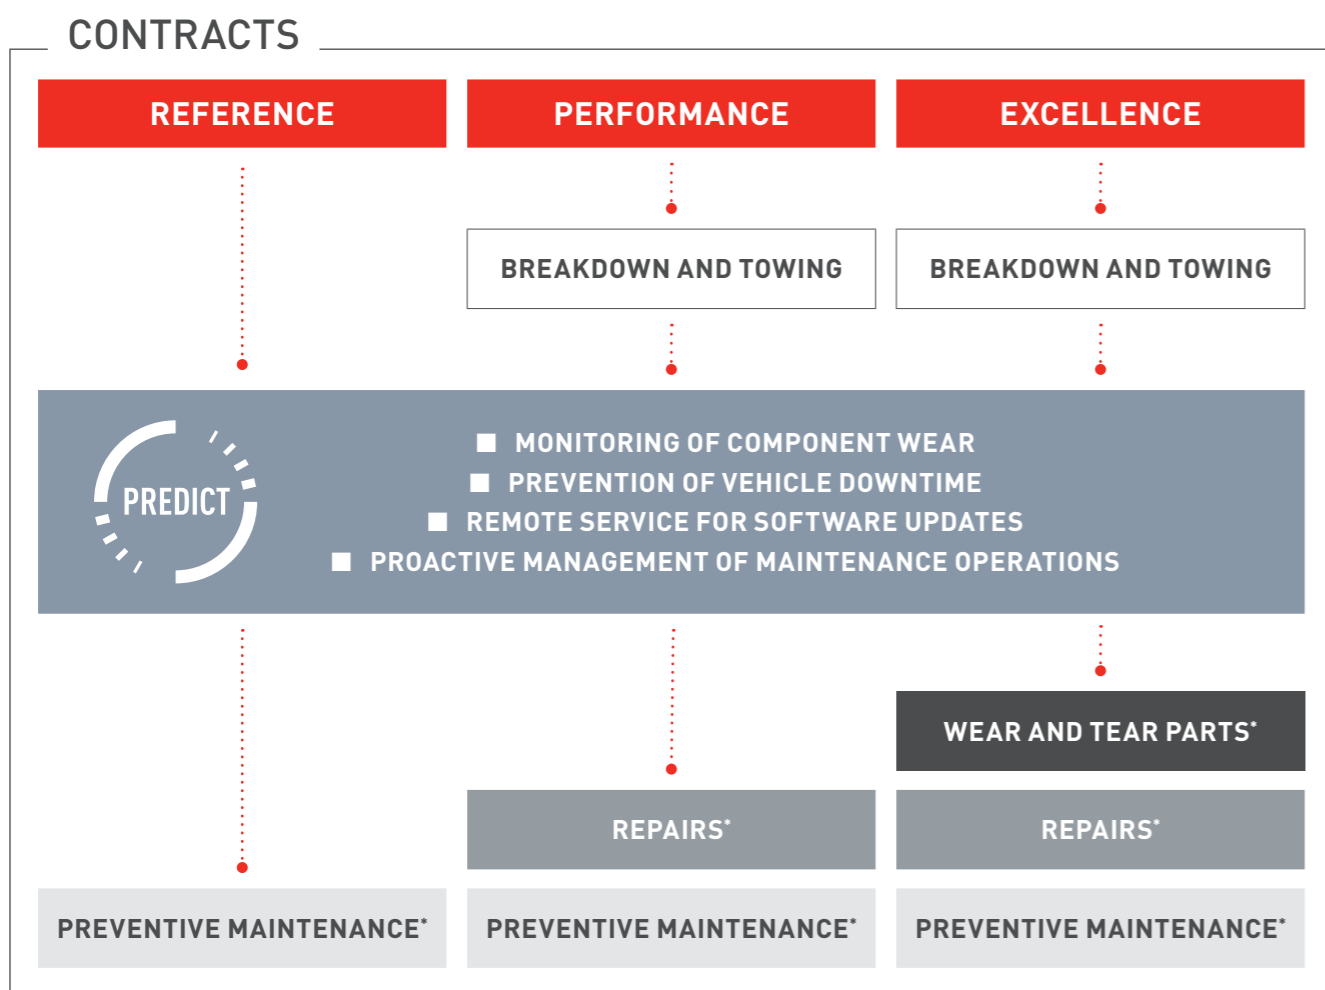 CONTRACTS
REFERENCE
PERFORMANCE
EXCELLENCE
BREAKDOWN AND TOWING
BREAKDOWN AND TOWING
PREDICT
■ MONITORING OF COMPONENT WEAR
■ PREVENTION OF VEHICLE DOWNTIME
■ REMOTE SERVICE FOR SOFTWARE UPDATES
■ PROACTIVE MANAGEMENT OF MAINTENANCE OPERATIONS
WEAR AND TEAR PARTS*
REPAIRS*
REPAIRS*
PREVENTIVE MAINTENANCE*
PREVENTIVE MAINTENANCE*
PREVENTIVE MAINTENANCE*